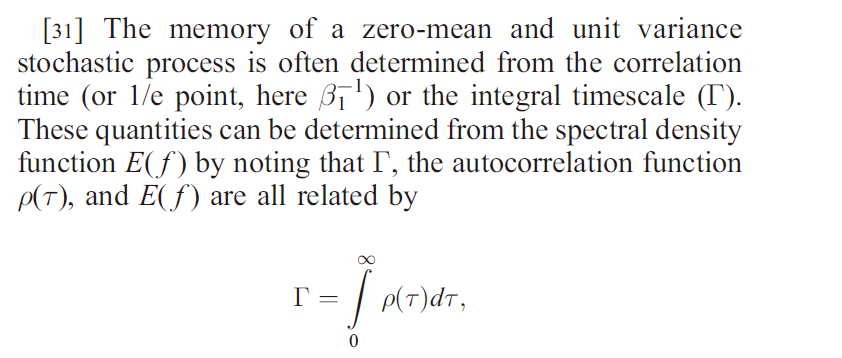 [31] The memory of a zero-mean and unit variance
stochastic process is often determined from the correlation
time (or 1/e point, here β₁⁻¹) or the integral timescale (Γ).
These quantities can be determined from the spectral density
function E(f) by noting that Γ, the autocorrelation function
ρ(τ), and E(f) are all related by
Γ = ∫₀^∞ ρ(τ)dτ,